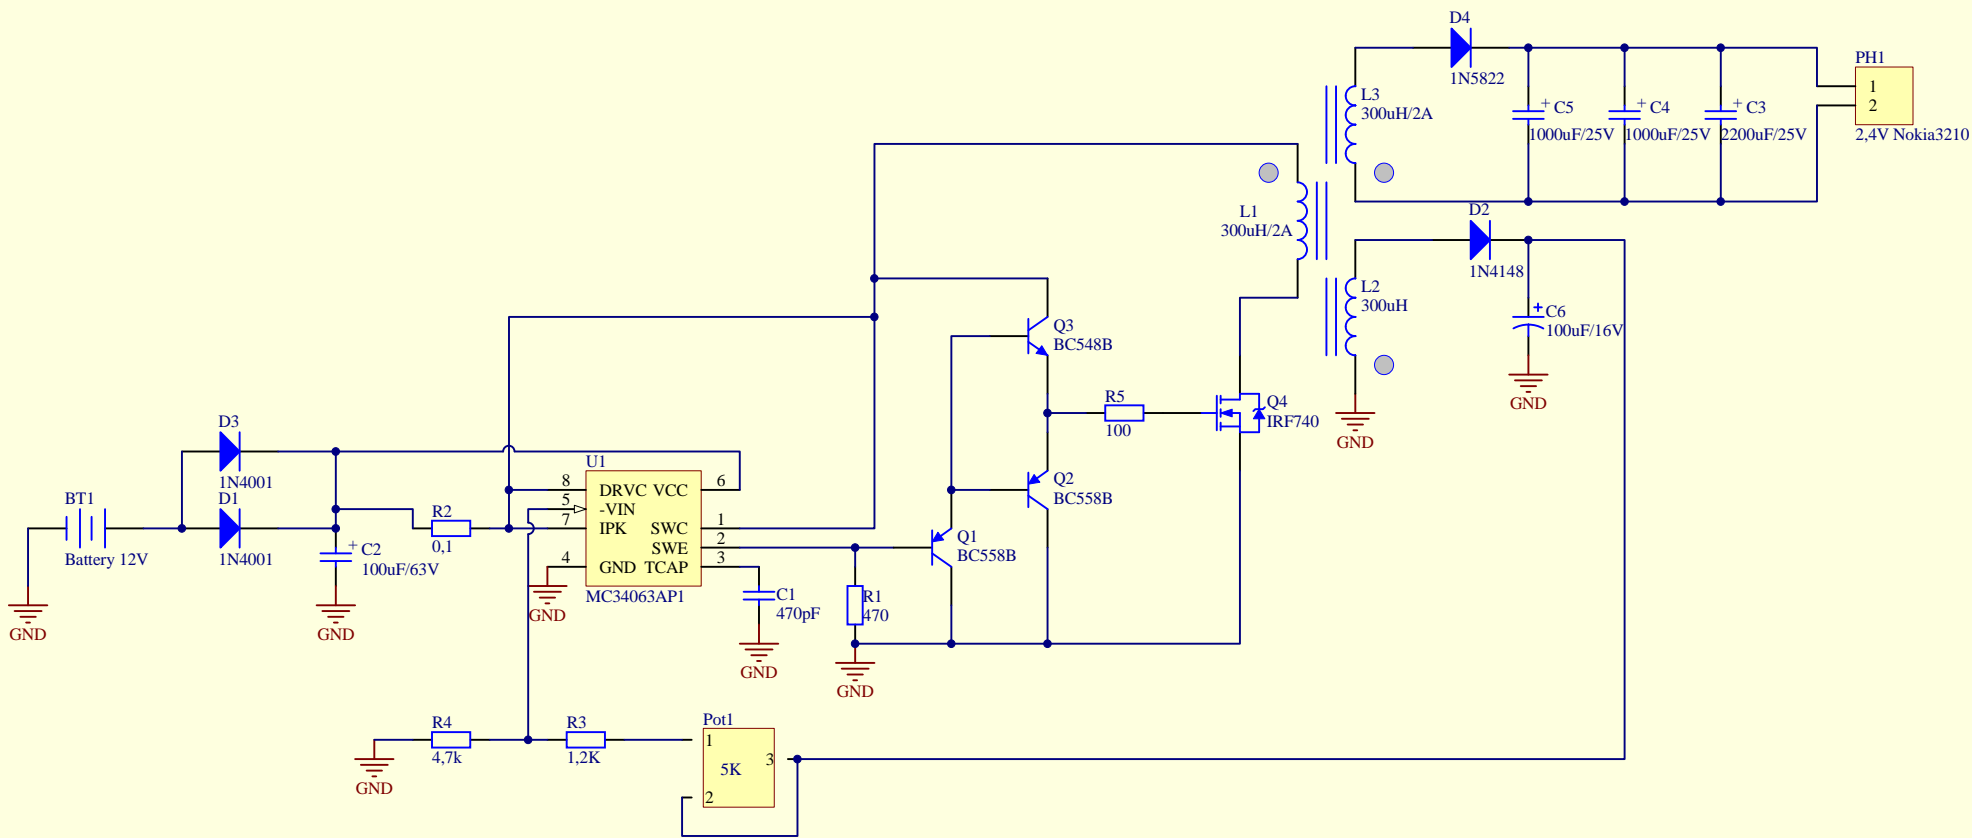 D4
1N5822
PH1
1
2
2,4V Nokia3210
L3
300uH/2A
+ C5
1000uF/25V
+ C4
1000uF/25V
+ C3
2200uF/25V
L1
300uH/2A
D2
1N4148
L2
300uH
+ C6
100uF/16V
GND
GND
Q3
BC548B
R5
100
Q4
IRF740
Q2
BC558B
Q1
BC558B
D3
1N4001
D1
1N4001
BT1
Battery 12V
GND
+ C2
100uF/63V
GND
R2
0,1
U1
8 DRVC VCC 6
5 -VIN
7 IPK SWC 1
SWE 2
4 GND TCAP 3
MC34063AP1
GND
C1
470pF
GND
R1
470
GND
R4
4,7k
GND
R3
1,2K
Pot1
1
5K 3
2